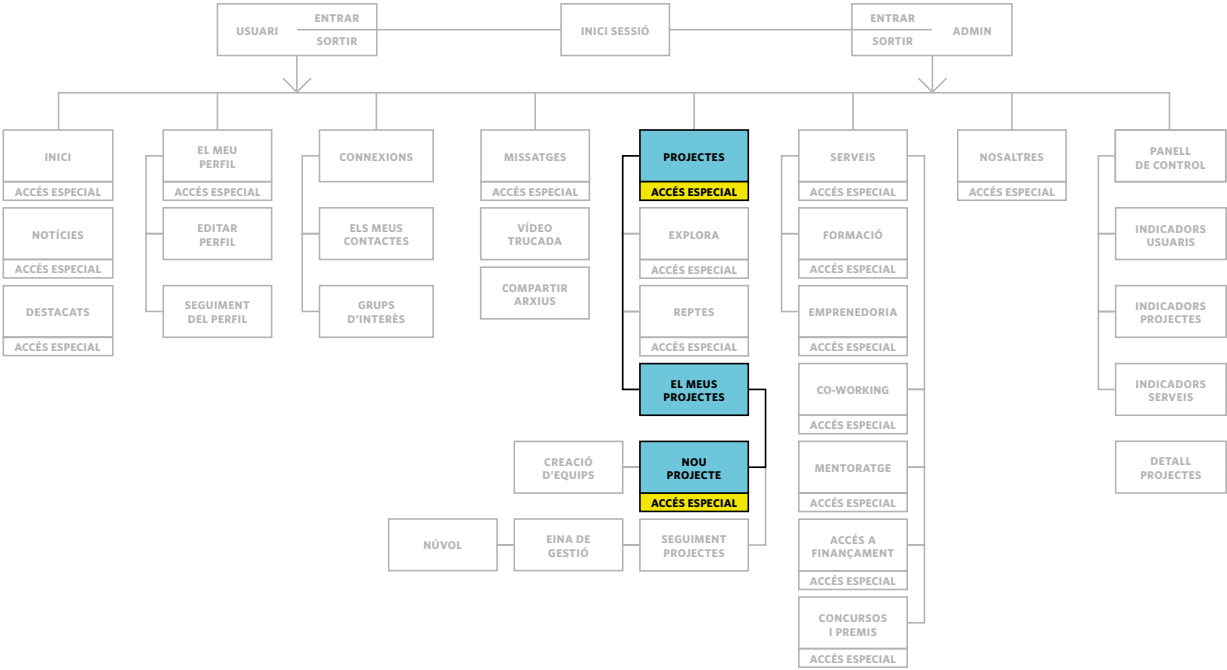 USUARI
ENTRAR
SORTIR
INICI SESSIÓ
ENTRAR
SORTIR
ADMIN
INICI
ACCÉS ESPECIAL
NOTÍCIES
ACCÉS ESPECIAL
DESTACATS
ACCÉS ESPECIAL
EL MEU
PERFIL
ACCÉS ESPECIAL
EDITAR
PERFIL
SEGUIMENT
DEL PERFIL
CONNEXIONS
ELS MEUS
CONTACTES
GRUPS
D'INTERÈS
MISSATGES
ACCÉS ESPECIAL
VÍDEO
TRUCADA
COMPARTIR
ARXIUS
PROJECTES
ACCÉS ESPECIAL
EXPLORA
ACCÉS ESPECIAL
REPTES
ACCÉS ESPECIAL
EL MEUS
PROJECTES
NOU
PROJECTE
ACCÉS ESPECIAL
CREACIÓ
D'EQUIPS
SEGUIMENT
PROJECTES
EINA DE
GESTIÓ
NÚVOL
SERVEIS
ACCÉS ESPECIAL
FORMACIÓ
ACCÉS ESPECIAL
EMPRENEDORIA
ACCÉS ESPECIAL
CO-WORKING
ACCÉS ESPECIAL
MENTORATGE
ACCÉS ESPECIAL
ACCÉS A
FINANÇAMENT
ACCÉS ESPECIAL
CONCURSOS
I PREMIS
ACCÉS ESPECIAL
NOSALTRES
ACCÉS ESPECIAL
PANELL
DE CONTROL
INDICADORS
USUARIS
INDICADORS
PROJECTES
INDICADORS
SERVEIS
DETALL
PROJECTES